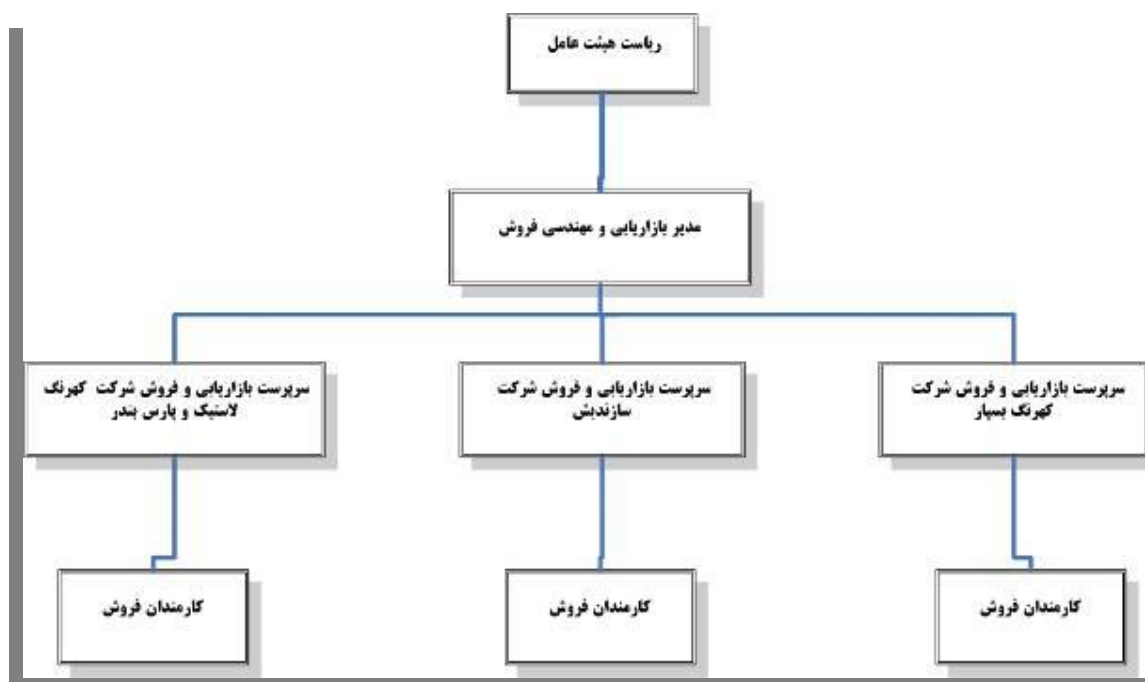 ریاست هیئت عامل
مدیر بازاریابی و مهندسی فروش
سرپرست بازاریابی و فروش شرکت
کهرنگ بسپار
سرپرست بازاریابی و فروش شرکت
سازندیش
سرپرست بازاریابی و فروش شرکت کهرنگ
لاستیک و پارس بندر
کارمندان فروش
کارمندان فروش
کارمندان فروش